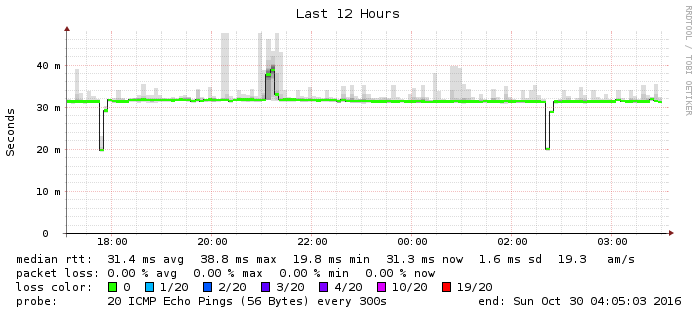 Last 12 Hours
RRDTOOL / TOBI OETIKER
Seconds
40 m
30 m
20 m
10 m
0
18:00 20:00 22:00 00:00 02:00 03:00
median rtt: 31.4 ms avg 38.8 ms max 19.8 ms min 31.3 ms now 1.6 ms sd 19.3 am/s
packet loss: 0.00 % avg 0.00 % max 0.00 % min 0.00 % now
loss color: 0 1/20 2/20 3/20 4/20 10/20 19/20
probe: 20 ICMP Echo Pings (56 Bytes) every 300s end: Sun Oct 30 04:05:03 2016